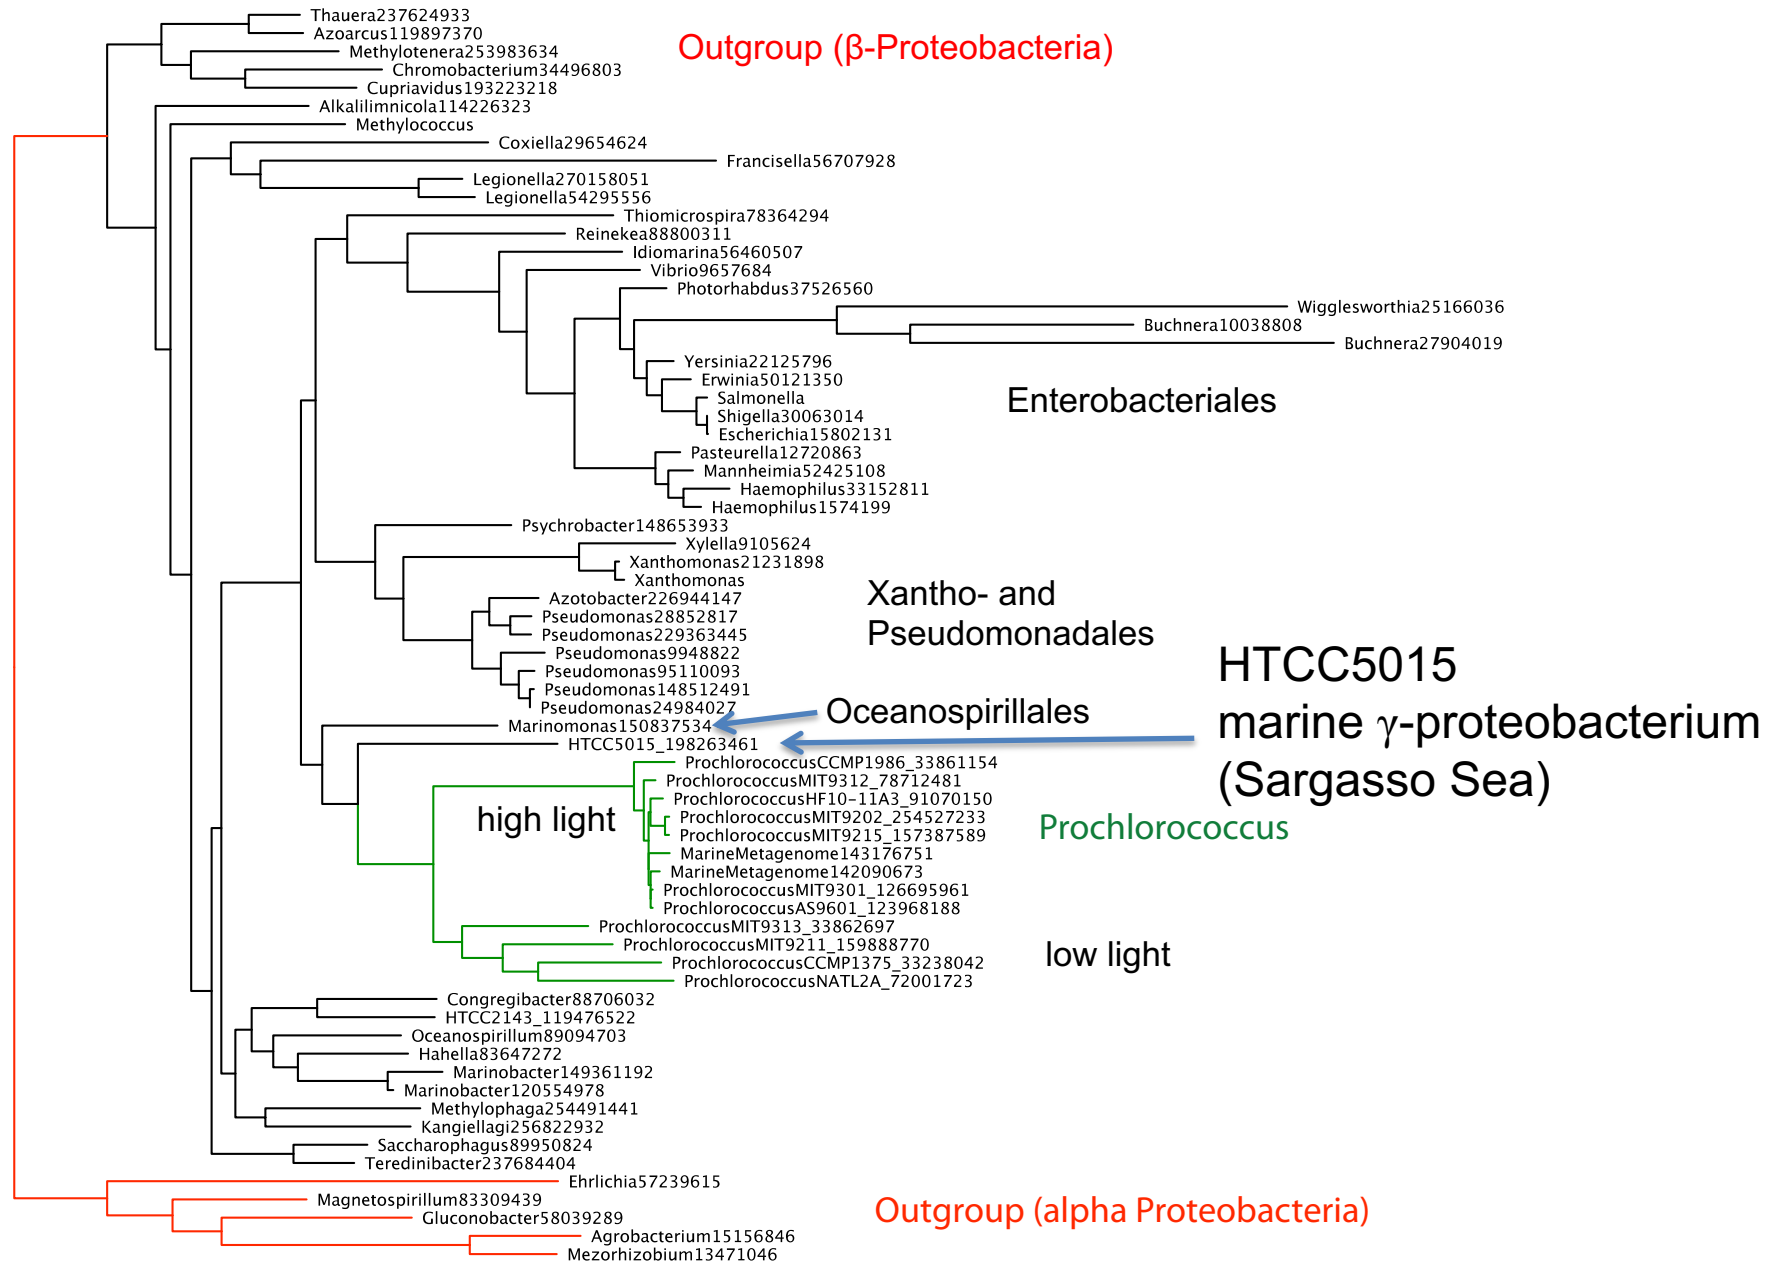 Thauera237624933
Azoarcus119897370
Outgroup (β-Proteobacteria)
Methylotenera253983634
Chromobacterium34496803
Cupriavidus193223218
Alkalilimnicola114226323
Methylococcus
Coxiella29654624
Francisella56707928
Legionella270158051
Legionella54295556
Thiomicrospira78364294
Reinekea88800311
Idiomarina56460507
Vibrio9657684
Photorhabdus37526560
Wigglesworthia25166036
Buchnera10038808
Buchnera27904019
Yersinia22125796
Erwinia50121350
Salmonella
Enterobacteriales
Shigella30063014
Escherichia15802131
Pasteurella12720863
Mannheimia52425108
Haemophilus33152811
Haemophilus1574199
Psychrobacter148653933
Xylella9105624
Xanthomonas21231898
Xanthomonas
Xantho- and
Pseudomonadales
Azotobacter226944147
Pseudomonas28852817
Pseudomonas229363445
Pseudomonas9948822
Pseudomonas95110093
Pseudomonas148512491
Pseudomonas24984027
HTCC5015
marine γ-proteobacterium
(Sargasso Sea)
Oceanospirillales
Marinomonas150837534
HTCC5015_198263461
ProchlorococcusCCMP1986_33861154
ProchlorococcusMIT9312_78712481
ProchlorococcusHF10-11A3_91070150
high light
ProchlorococcusMIT9202_254527233
Prochlorococcus
ProchlorococcusMIT9215_157387589
MarineMetagenome143176751
MarineMetagenome142090673
ProchlorococcusMIT9301_126695961
ProchlorococcusAS9601_123968188
ProchlorococcusMIT9313_33862697
ProchlorococcusMIT9211_159888770
low light
ProchlorococcusCCMP1375_33238042
ProchlorococcusNATL2A_72001723
Congregibacter88706032
HTCC2143_119476522
Oceanospirillum89094703
Hahella83647272
Marinobacter149361192
Marinobacter120554978
Methylophaga254491441
Kangiellagi256822932
Saccharophagus89950824
Teredinibacter237684404
Ehrlichia57239615
Magnetospirillum83309439
Outgroup (alpha Proteobacteria)
Gluconobacter58039289
Agrobacterium15156846
Mezorhizobium13471046